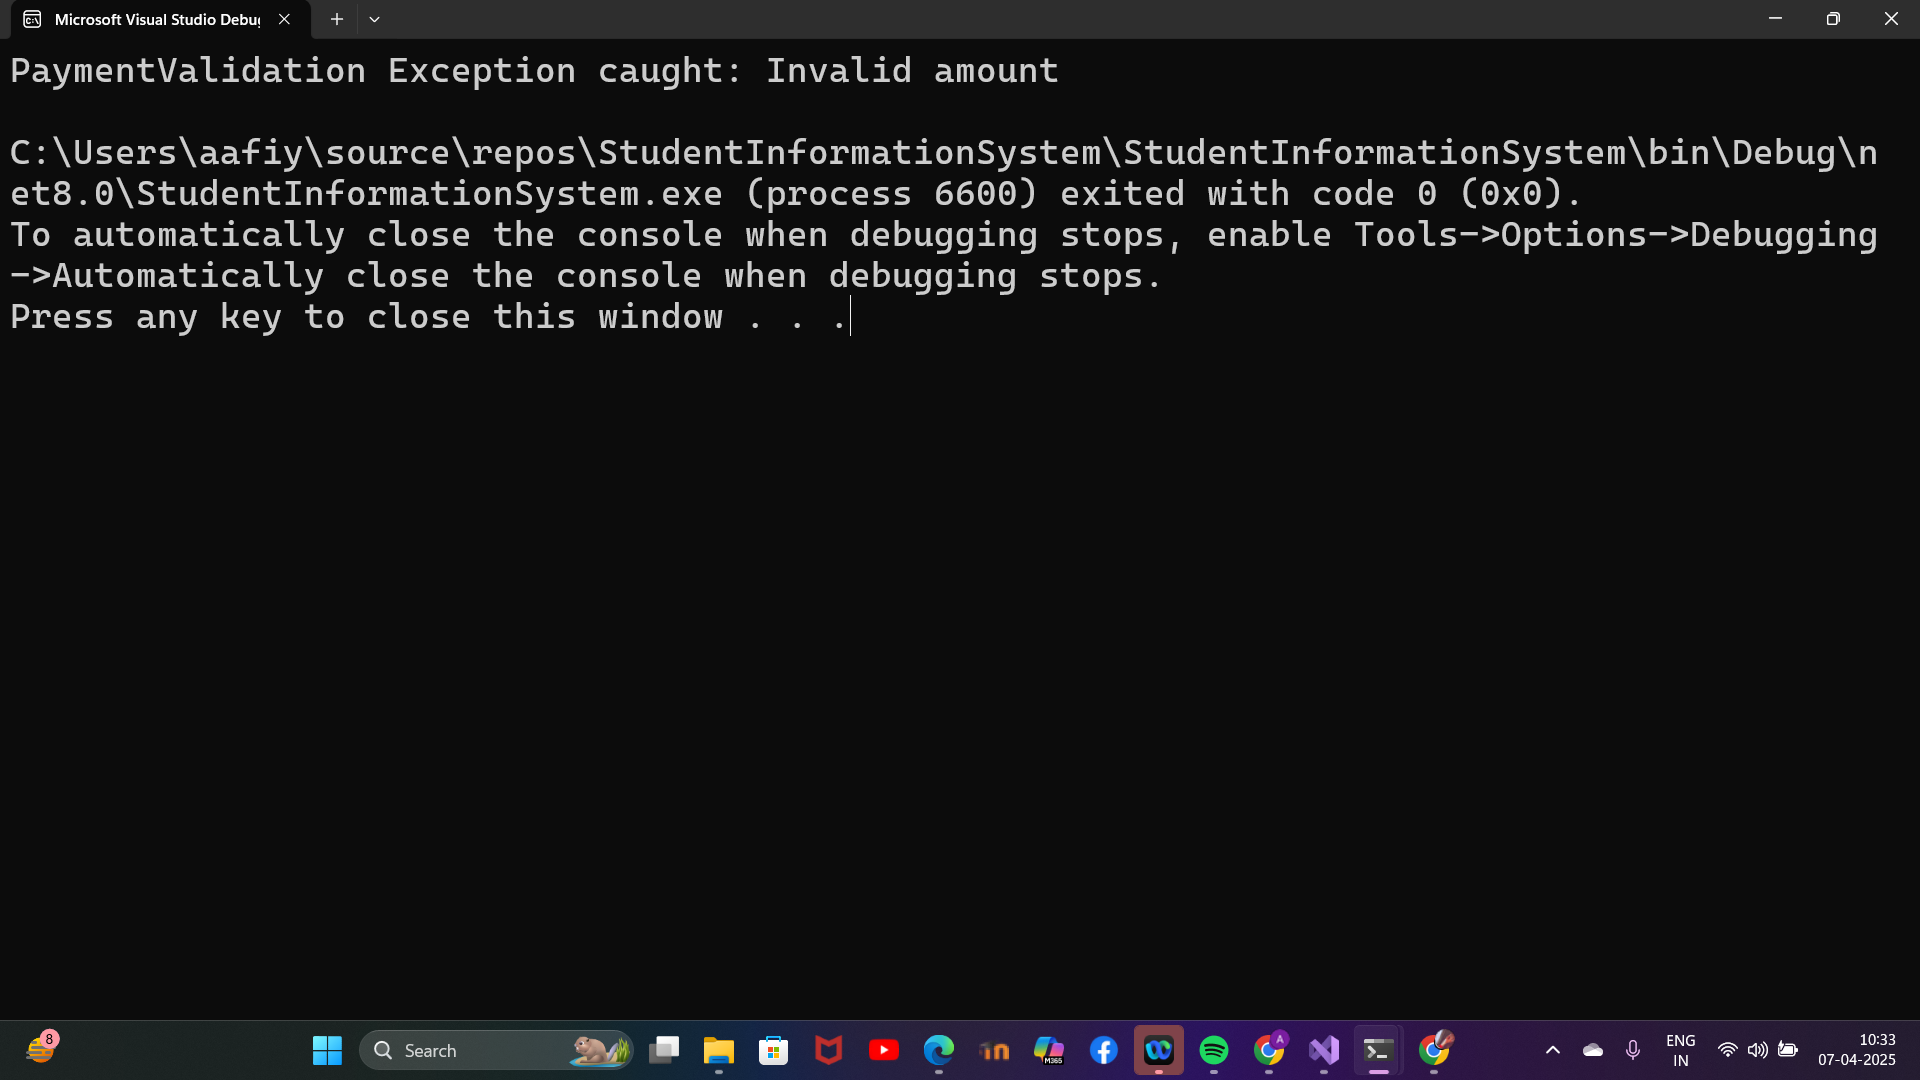 Microsoft Visual Studio Debug
PaymentValidation Exception caught: Invalid amount
C:\Users\aafiy\source\repos\StudentInformationSystem\StudentInformationSystem\bin\Debug\n
et8.0\StudentInformationSystem.exe (process 6600) exited with code 0 (0x0).
To automatically close the console when debugging stops, enable Tools->Options->Debugging
->Automatically close the console when debugging stops.
Press any key to close this window . . .
8
Search
M365
A
ENG
IN
10:33
07-04-2025